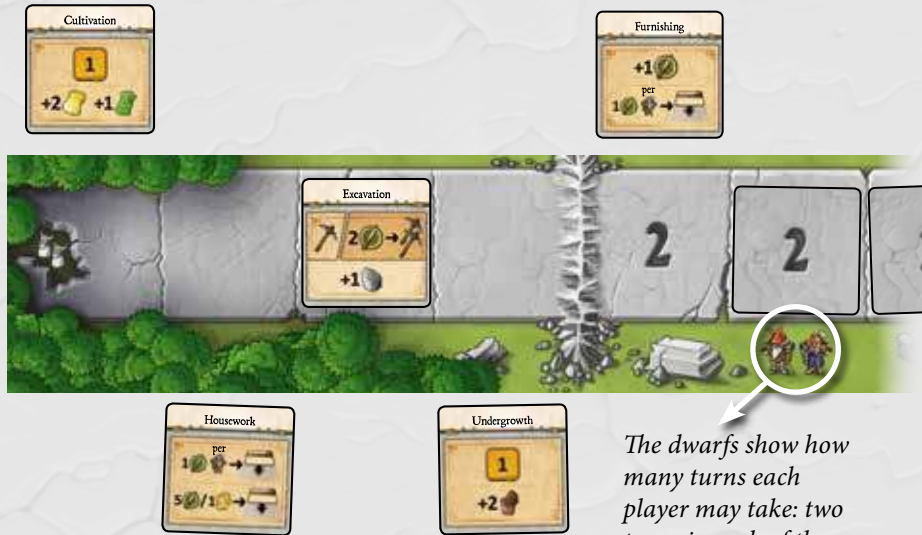 Cultivation
1
+2 +1
Furnishing
+1
per
1
Excavation
2
+1
2
2
Housework
per
1
5 /1
Undergrowth
1
+2
The dwarfs show how
many turns each
player may take: two